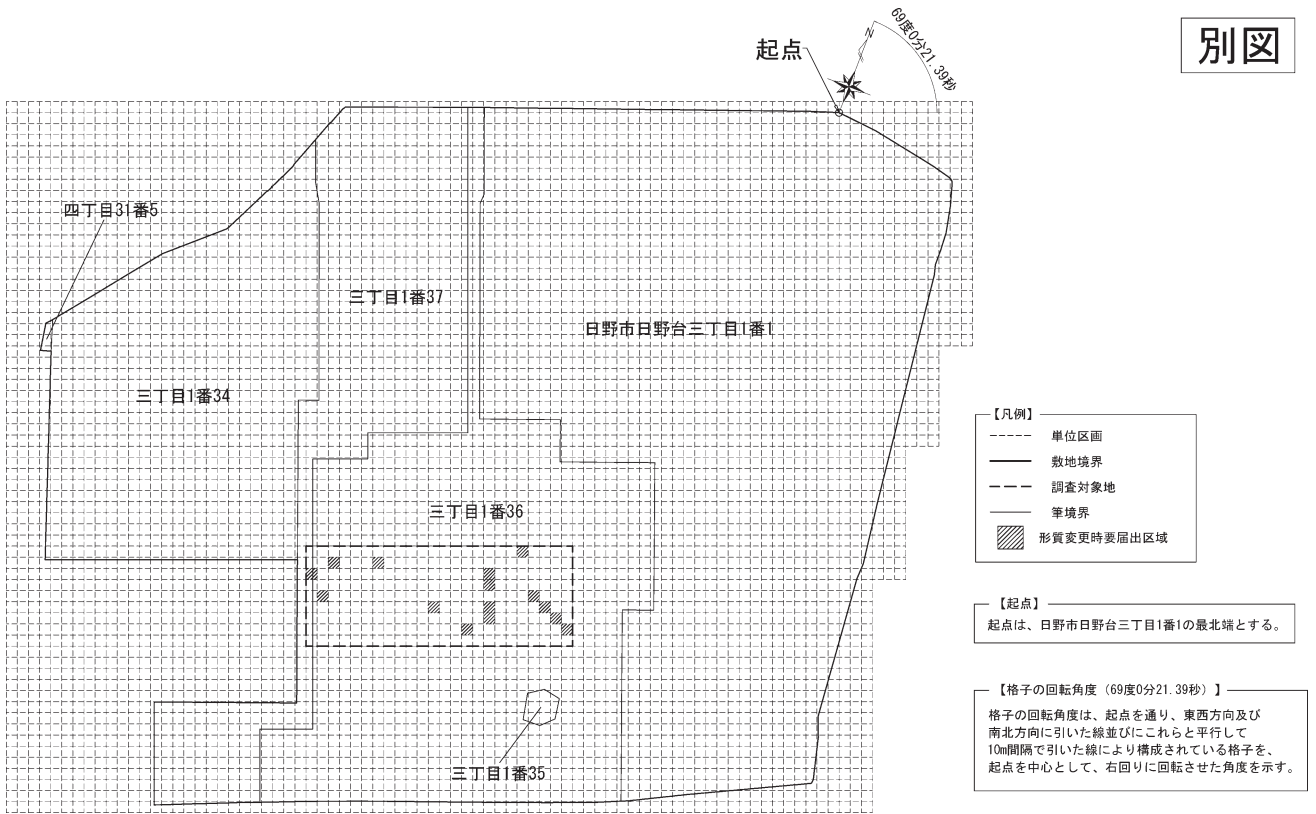 別図
起点
N
69度0分21.39秒
四丁目31番5
三丁目1番37
日野市日野台三丁目1番1
三丁目1番34
三丁目1番36
三丁目1番35
【凡例】
単位区画
敷地境界
調査対象地
筆境界
形質変更時要届出区域
【起点】
起点は、日野市日野台三丁目1番1の最北端とする。
【格子の回転角度（69度0分21.39秒）】
格子の回転角度は、起点を通り、東西方向及び
南北方向に引いた線並びにこれらと平行して
10m間隔で引いた線により構成されている格子を、
起点を中心として、右回りに回転させた角度を示す。